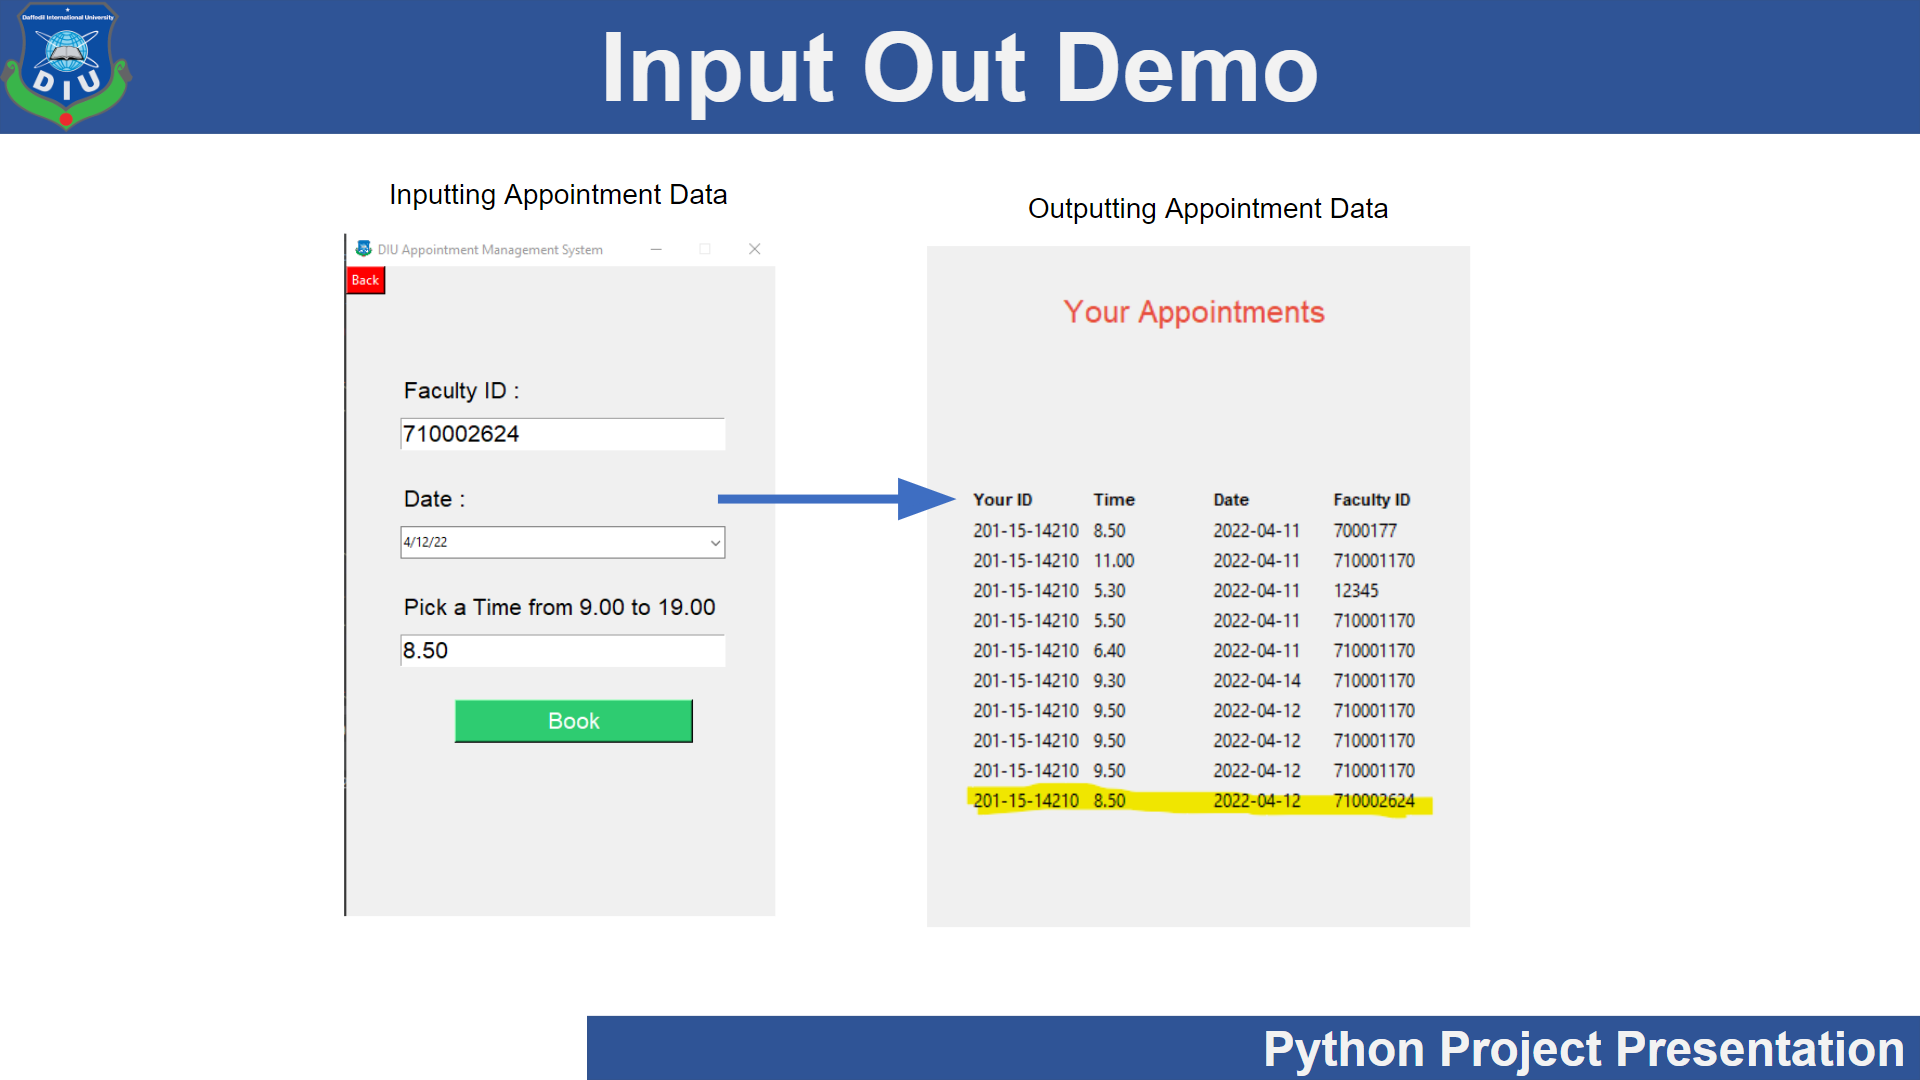 Daffodil International University
DIU
Input Out Demo
Inputting Appointment Data
DIU Appointment Management System
Back
Faculty ID :
710002624
Date :
4/12/22
Pick a Time from 9.00 to 19.00
8.50
Book
Outputting Appointment Data
Your Appointments
Your ID Time Date Faculty ID
201-15-14210 8.50 2022-04-11 7000177
201-15-14210 11.00 2022-04-11 710001170
201-15-14210 5.30 2022-04-11 12345
201-15-14210 5.50 2022-04-11 710001170
201-15-14210 6.40 2022-04-11 710001170
201-15-14210 9.30 2022-04-14 710001170
201-15-14210 9.50 2022-04-12 710001170
201-15-14210 9.50 2022-04-12 710001170
201-15-14210 9.50 2022-04-12 710001170
201-15-14210 8.50 2022-04-12 710002624
Python Project Presentation